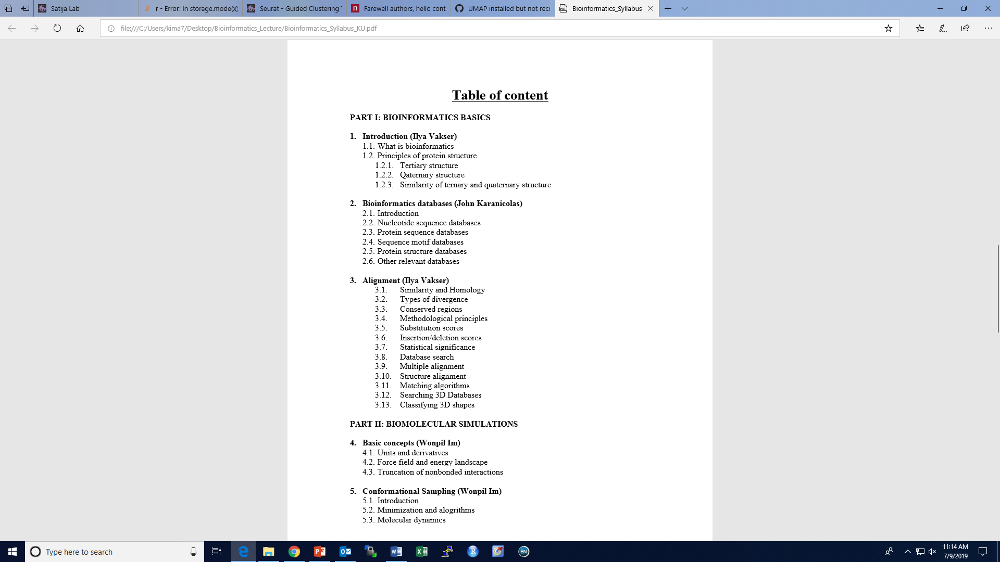 Satija Lab
r - Error: In storage.mode(x)
Seurat - Guided Clustering
Farewell authors, hello cont
UMAP installed but not reco
Bioinformatics_Syllabus_
file:///C:/Users/kima7/Desktop/Bioinformatics_Lecture/Bioinformatics_Syllabus_KU.pdf
Table of content
PART I: BIOINFORMATICS BASICS
1. Introduction (Ilya Vakser)
1.1. What is bioinformatics
1.2. Principles of protein structure
1.2.1. Tertiary structure
1.2.2. Qaternary structure
1.2.3. Similarity of ternary and quaternary structure
2. Bioinformatics databases (John Karanicolas)
2.1. Introduction
2.2. Nucleotide sequence databases
2.3. Protein sequence databases
2.4. Sequence motif databases
2.5. Protein structure databases
2.6. Other relevant databases
3. Alignment (Ilya Vakser)
3.1. Similarity and Homology
3.2. Types of divergence
3.3. Conserved regions
3.4. Methodological principles
3.5. Substitution scores
3.6. Insertion/deletion scores
3.7. Statistical significance
3.8. Database search
3.9. Multiple alignment
3.10. Structure alignment
3.11. Matching algorithms
3.12. Searching 3D Databases
3.13. Classifying 3D shapes
PART II: BIOMOLECULAR SIMULATIONS
4. Basic concepts (Wonpil Im)
4.1. Units and derivatives
4.2. Force field and energy landscape
4.3. Truncation of nonbonded interactions
5. Conformational Sampling (Wonpil Im)
5.1. Introduction
5.2. Minimization and alogrithms
5.3. Molecular dynamics
Type here to search
EN
11:14 AM
7/9/2019